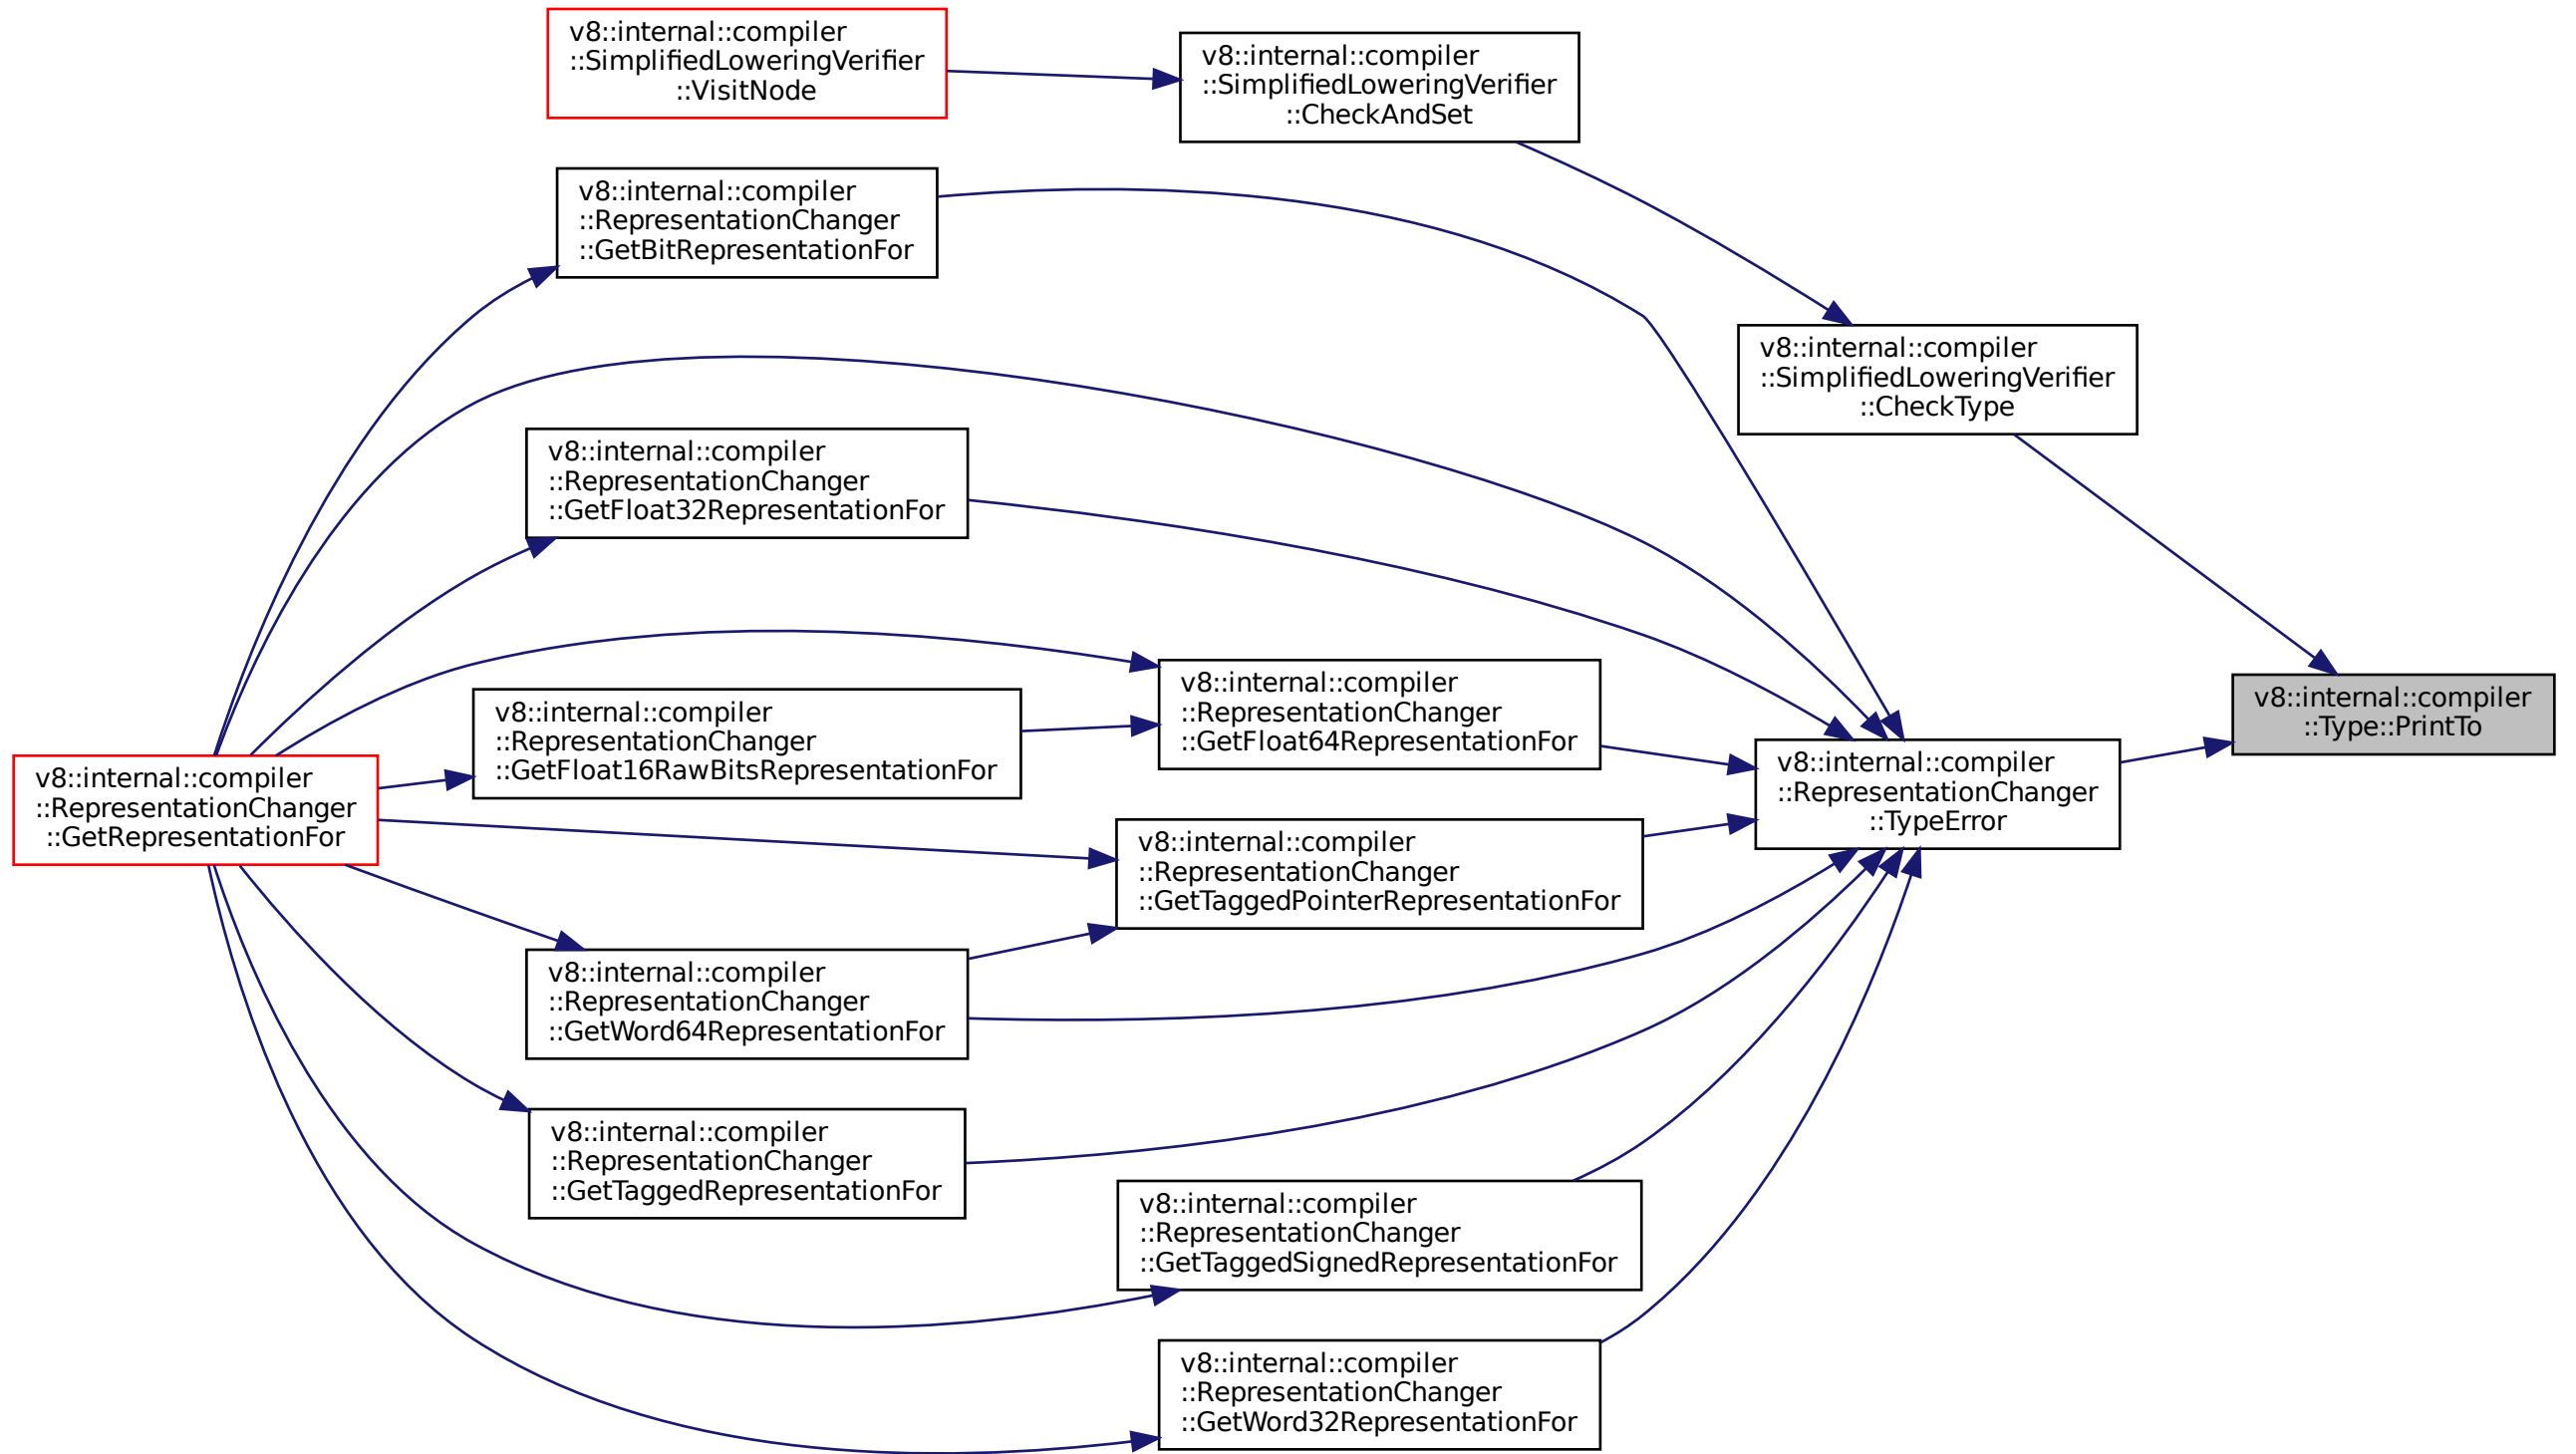 v8::internal::compiler
::SimplifiedLoweringVerifier
::VisitNode
v8::internal::compiler
::SimplifiedLoweringVerifier
::CheckAndSet
v8::internal::compiler
::RepresentationChanger
::GetBitRepresentationFor
v8::internal::compiler
::SimplifiedLoweringVerifier
::CheckType
v8::internal::compiler
::RepresentationChanger
::GetFloat32RepresentationFor
v8::internal::compiler
::RepresentationChanger
::GetFloat64RepresentationFor
v8::internal::compiler
::Type::PrintTo
v8::internal::compiler
::RepresentationChanger
::GetFloat16RawBitsRepresentationFor
v8::internal::compiler
::RepresentationChanger
::TypeError
v8::internal::compiler
::RepresentationChanger
::GetRepresentationFor
v8::internal::compiler
::RepresentationChanger
::GetTaggedPointerRepresentationFor
v8::internal::compiler
::RepresentationChanger
::GetWord64RepresentationFor
v8::internal::compiler
::RepresentationChanger
::GetTaggedRepresentationFor
v8::internal::compiler
::RepresentationChanger
::GetTaggedSignedRepresentationFor
v8::internal::compiler
::RepresentationChanger
::GetWord32RepresentationFor